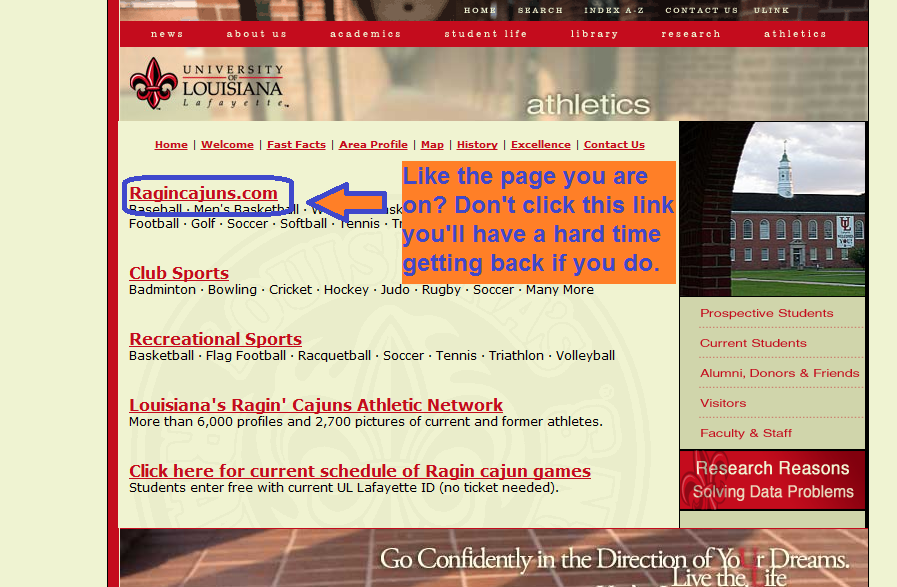 HOME SEARCH INDEX A-Z CONTACT US ULINK
news about us academics student life library research athletics
UNIVERSITY
OF
LOUISIANA
Lafayette
athletics
Home | Welcome | Fast Facts | Area Profile | Map | History | Excellence | Contact Us
Ragincajuns.com
Baseball · Men's Basketball
Football · Golf · Soccer · Softball · Tennis
Like the page you are
on? Don't click this link
you'll have a hard time
getting back if you do.
Club Sports
Badminton · Bowling · Cricket · Hockey · Judo · Rugby · Soccer · Many More
Recreational Sports
Basketball · Flag Football · Racquetball · Soccer · Tennis · Triathlon · Volleyball
Louisiana's Ragin' Cajuns Athletic Network
More than 6,000 profiles and 2,700 pictures of current and former athletes.
Click here for current schedule of Ragin cajun games
Students enter free with current UL Lafayette ID (no ticket needed).
Prospective Students
Current Students
Alumni, Donors & Friends
Visitors
Faculty & Staff
Research Reasons
Solving Data Problems
Go Confidently in the Direction of YoUr Dreams.
Live the Life